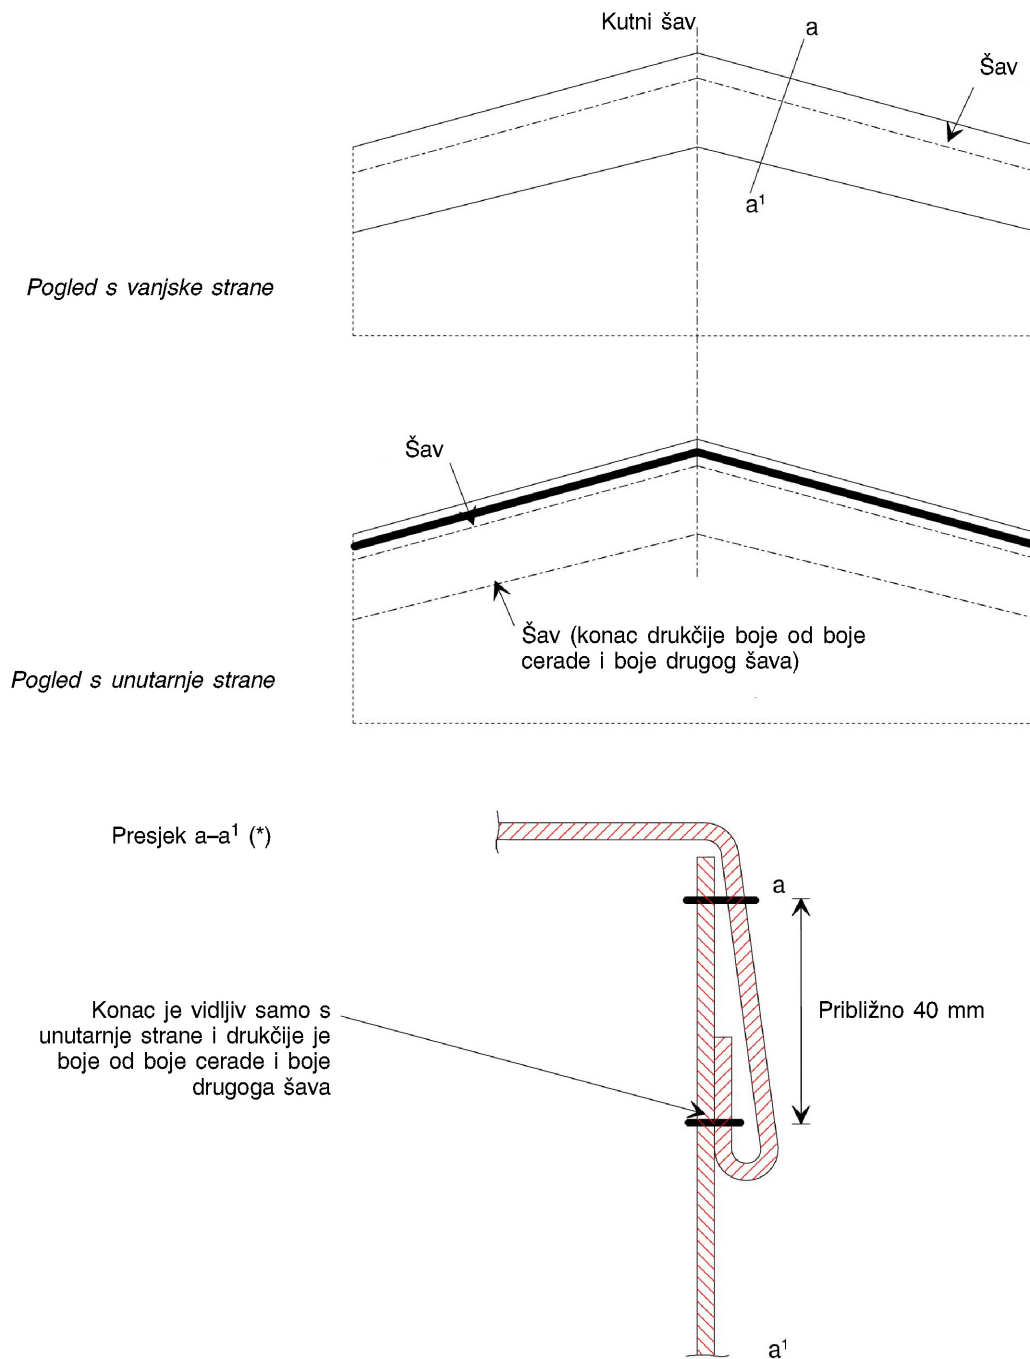 Kutni šav
a
Šav
a¹
Pogled s vanjske strane
Šav
Šav (konac drukčije boje od boje
cerade i boje drugog šava)
Pogled s unutarnje strane
Presjek a–a¹ (*)
a
Konac je vidljiv samo s
unutarnje strane i drukčije je
boje od boje cerade i boje
drugoga šava
Približno 40 mm
a¹